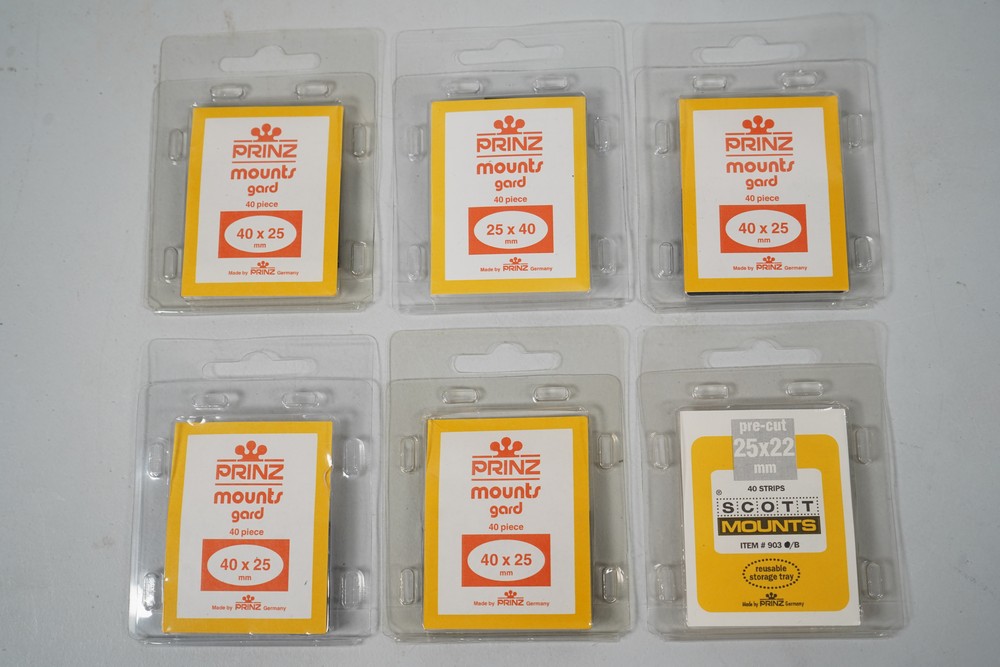 PRINZ
mounts
gard
40 piece
40 x 25
mm
Made by PRINZ Germany
PRINZ
mounts
gard
40 piece
25 x 40
mm
Made by PRINZ Germany
PRINZ
mounts
gard
40 piece
40 x 25
mm
Made by PRINZ Germany
PRINZ
mounts
gard
40 piece
40 x 25
mm
Made by PRINZ Germany
PRINZ
mounts
gard
40 piece
40 x 25
mm
Made by PRINZ Germany
pre-cut
25x22
mm
40 STRIPS
®
SCOTT
MOUNTS
ITEM # 903 /B
reusable
storage tray
Made by PRINZ Germany